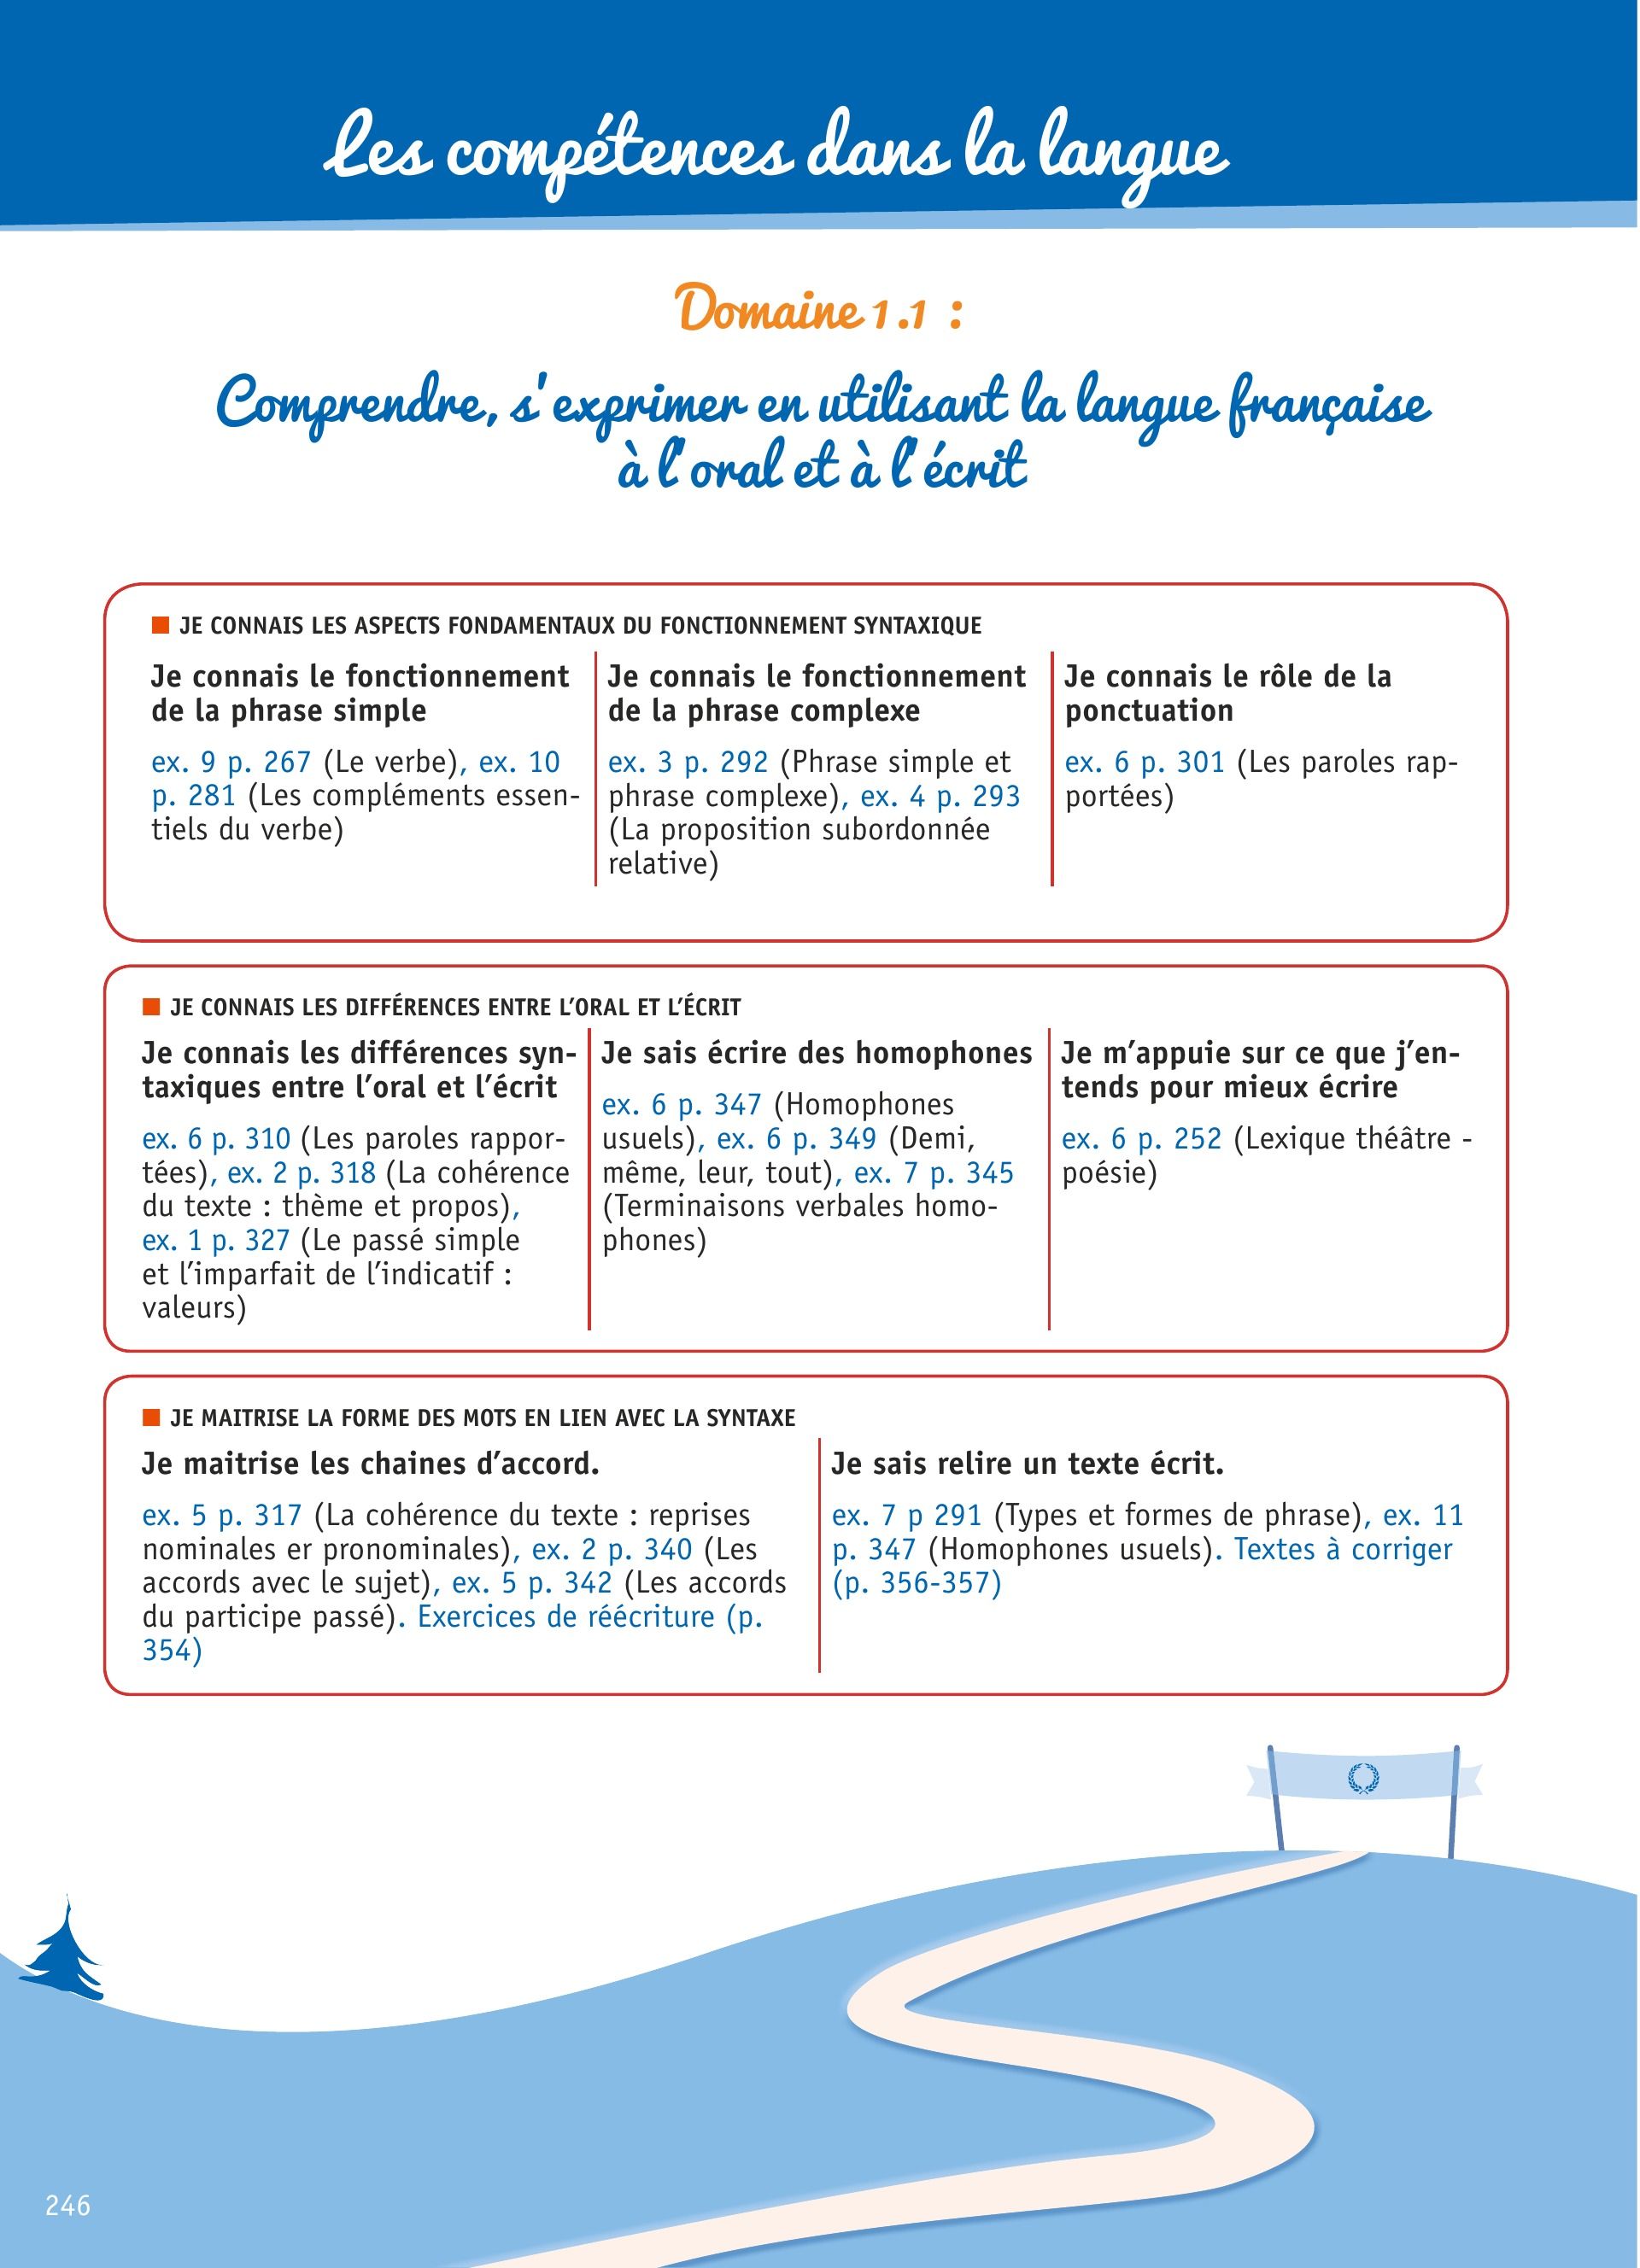 Les compétences dans la langue
Domaine 1.1 :
Comprendre, s'exprimer en utilisant la langue française
à l'oral et à l'écrit
■ JE CONNAIS LES ASPECTS FONDAMENTAUX DU FONCTIONNEMENT SYNTAXIQUE
Je connais le fonctionnement
de la phrase simple
ex. 9 p. 267 (Le verbe), ex. 10
p. 281 (Les compléments essen-
tiels du verbe)
Je connais le fonctionnement
de la phrase complexe
ex. 3 p. 292 (Phrase simple et
phrase complexe), ex. 4 p. 293
(La proposition subordonnée
relative)
Je connais le rôle de la
ponctuation
ex. 6 p. 301 (Les paroles rap-
portées)
■ JE CONNAIS LES DIFFÉRENCES ENTRE L’ORAL ET L’ÉCRIT
Je connais les différences syn-
taxiques entre l’oral et l’écrit
ex. 6 p. 310 (Les paroles rappor-
tées), ex. 2 p. 318 (La cohérence
du texte : thème et propos),
ex. 1 p. 327 (Le passé simple
et l’imparfait de l’indicatif :
valeurs)
Je sais écrire des homophones
ex. 6 p. 347 (Homophones
usuels), ex. 6 p. 349 (Demi,
même, leur, tout), ex. 7 p. 345
(Terminaisons verbales homo-
phones)
Je m’appuie sur ce que j’en-
tends pour mieux écrire
ex. 6 p. 252 (Lexique théâtre -
poésie)
■ JE MAITRISE LA FORME DES MOTS EN LIEN AVEC LA SYNTAXE
Je maitrise les chaines d’accord.
ex. 5 p. 317 (La cohérence du texte : reprises
nominales er pronominales), ex. 2 p. 340 (Les
accords avec le sujet), ex. 5 p. 342 (Les accords
du participe passé). Exercices de réécriture (p.
354)
Je sais relire un texte écrit.
ex. 7 p 291 (Types et formes de phrase), ex. 11
p. 347 (Homophones usuels). Textes à corriger
(p. 356-357)
246